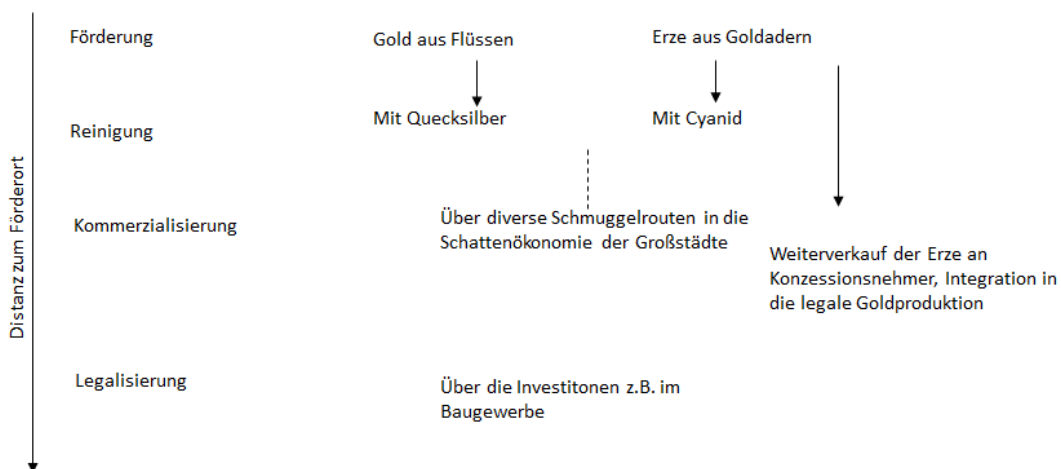 Förderung
Gold aus Flüssen
Erze aus Goldadern
Reinigung
Mit Quecksilber
Mit Cyanid
Kommerzialisierung
Über diverse Schmuggelrouten in die
Schattenökonomie der Großstädte
Weiterverkauf der Erze an
Konzessionsnehmer, Integration in
die legale Goldproduktion
Legalisierung
Über die Investitonen z.B. im
Baugewerbe
Distanz zum Förderort